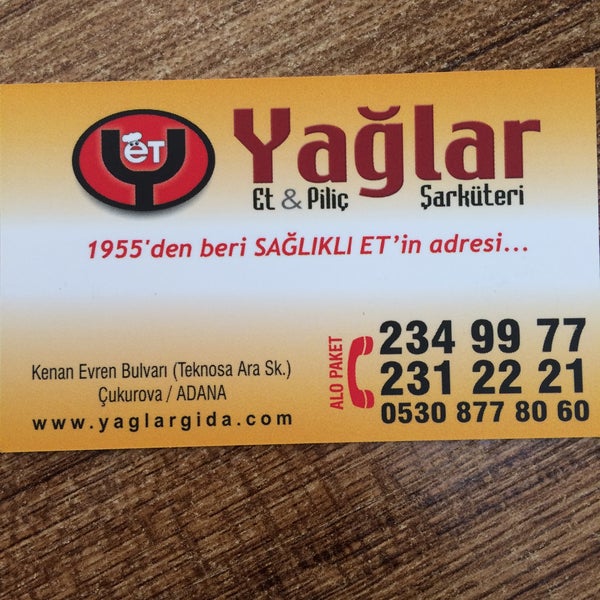 ET
Yağlar
Et & Piliç Şarküteri
1955'den beri SAĞLIKLI ET'in adresi...
Kenan Evren Bulvarı (Teknosa Ara Sk.)
Çukurova / ADANA
www.yaglargida.com
ALO PAKET
234 99 77
231 22 21
0530 877 80 60